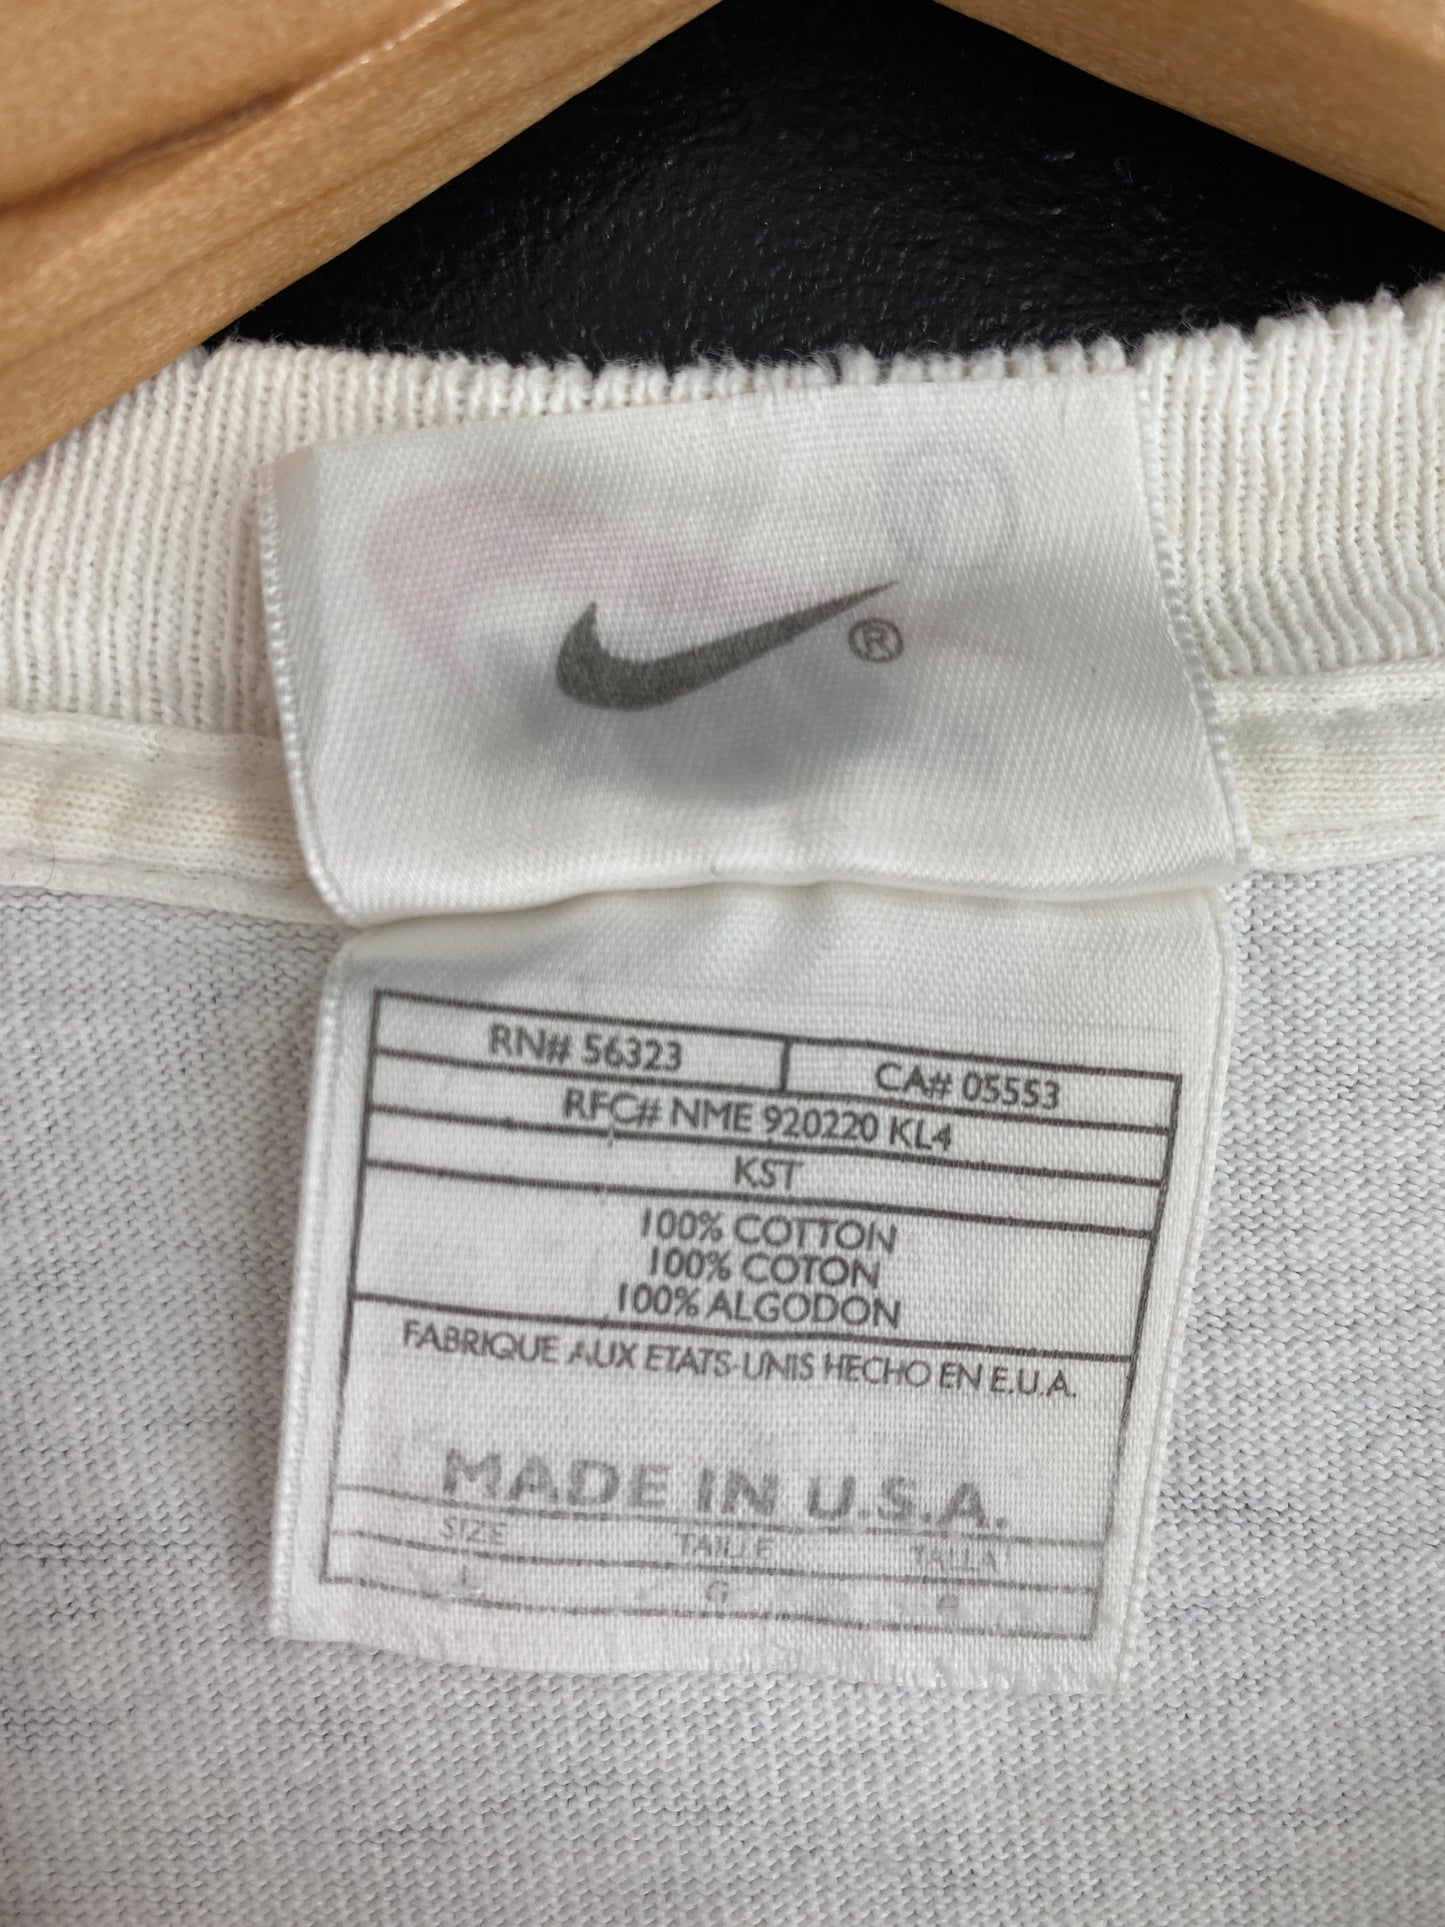 ®
RN# 56323 CA# 05553
RFC# NME 920220 KL4
KST
100% COTTON
100% COTON
100% ALGODON
FABRIQUE AUX ETATS-UNIS HECHO EN E.U.A.
MADE IN U.S.A.
SIZE TAILLE TALLA
L G